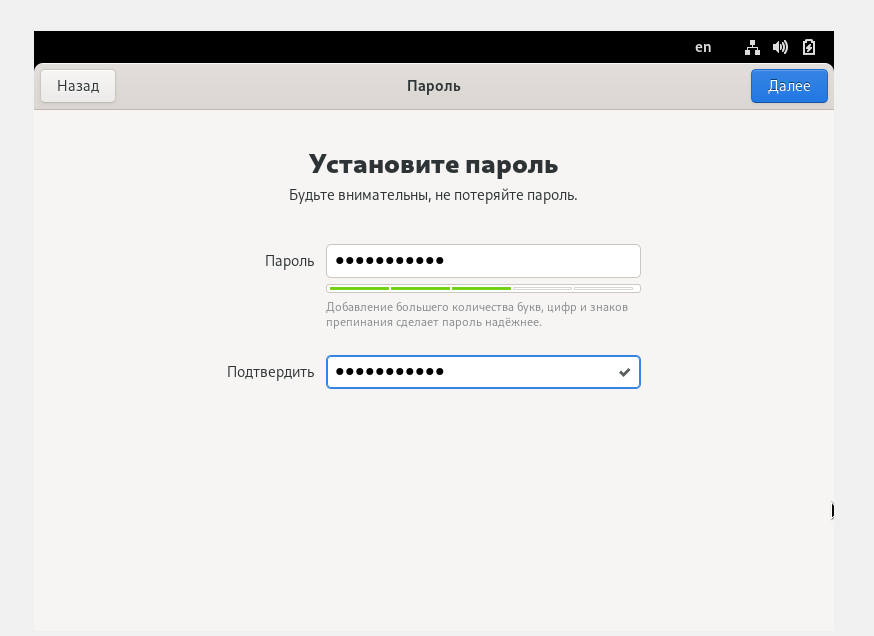 en
Назад
Пароль
Далее
Установите пароль
Будьте внимательны, не потеряйте пароль.
Пароль
●●●●●●●●●●●
Добавление большего количества букв, цифр и знаков
препинания сделает пароль надёжнее.
Подтвердить
●●●●●●●●●●●